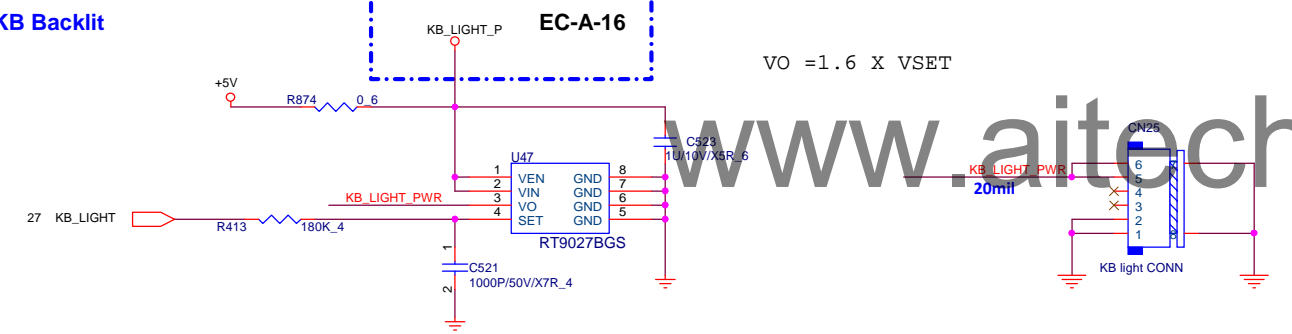 KB Backlit
KB_LIGHT_P
EC-A-16
VO =1.6 X VSET
+5V
R874
0_6
www.aitech
C523
1U/10V/X5R_6
CN25
U47
1
VEN
GND
8
2
VIN
GND
7
3
VO
GND
6
4
SET
GND
5
RT9027BGS
KB_LIGHT_PWR
27 KB_LIGHT
R413
180K_4
1
C521
1000P/50V/X7R_4
2
KB_LIGHT_PWR
20mil
6
5
4
3
2
1
7
8
KB light CONN